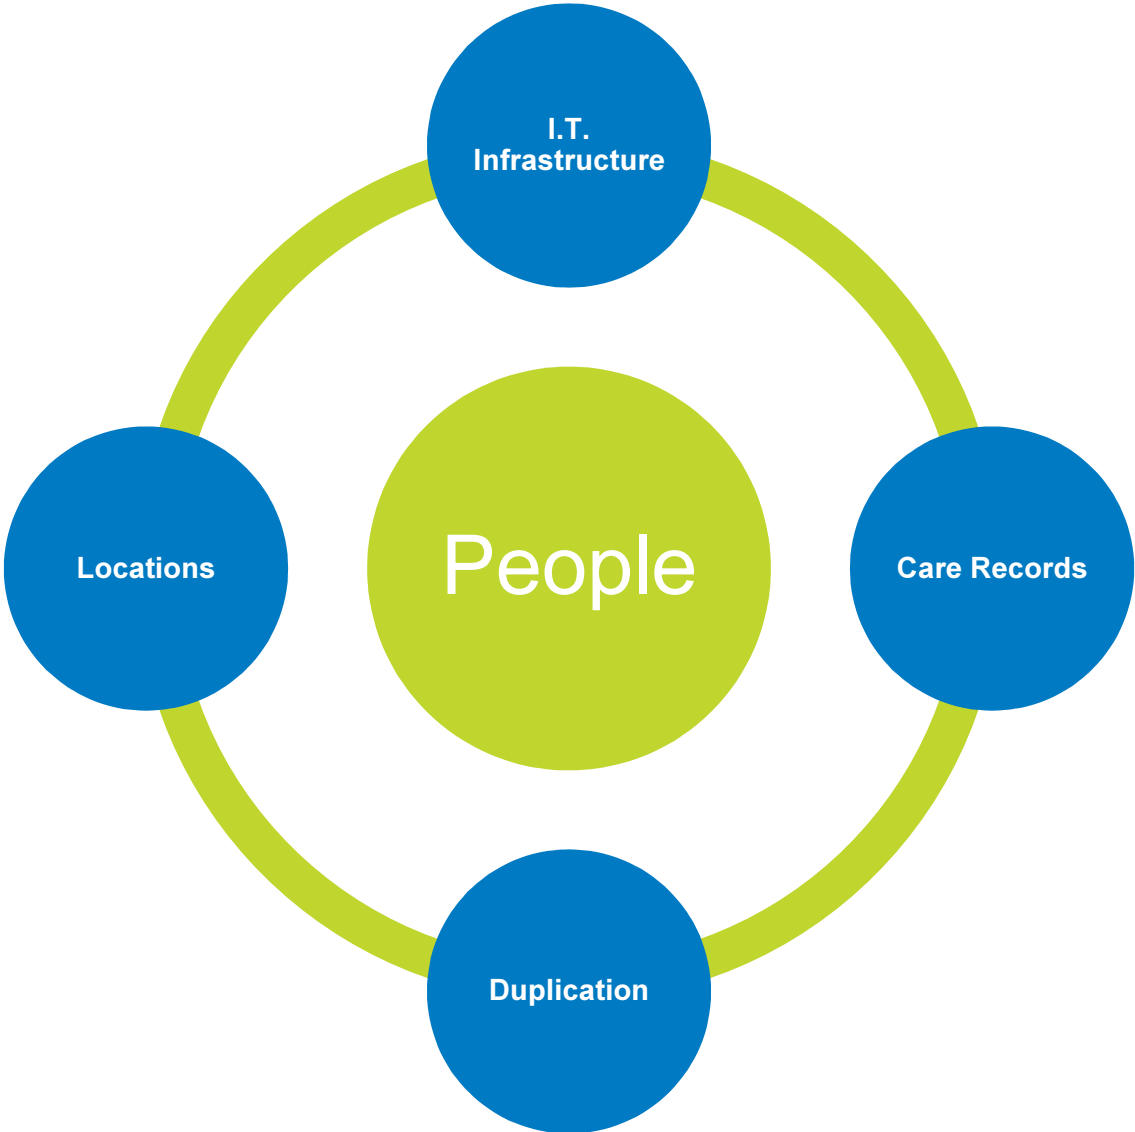 I.T.
Infrastructure
Locations
People
Care Records
Duplication